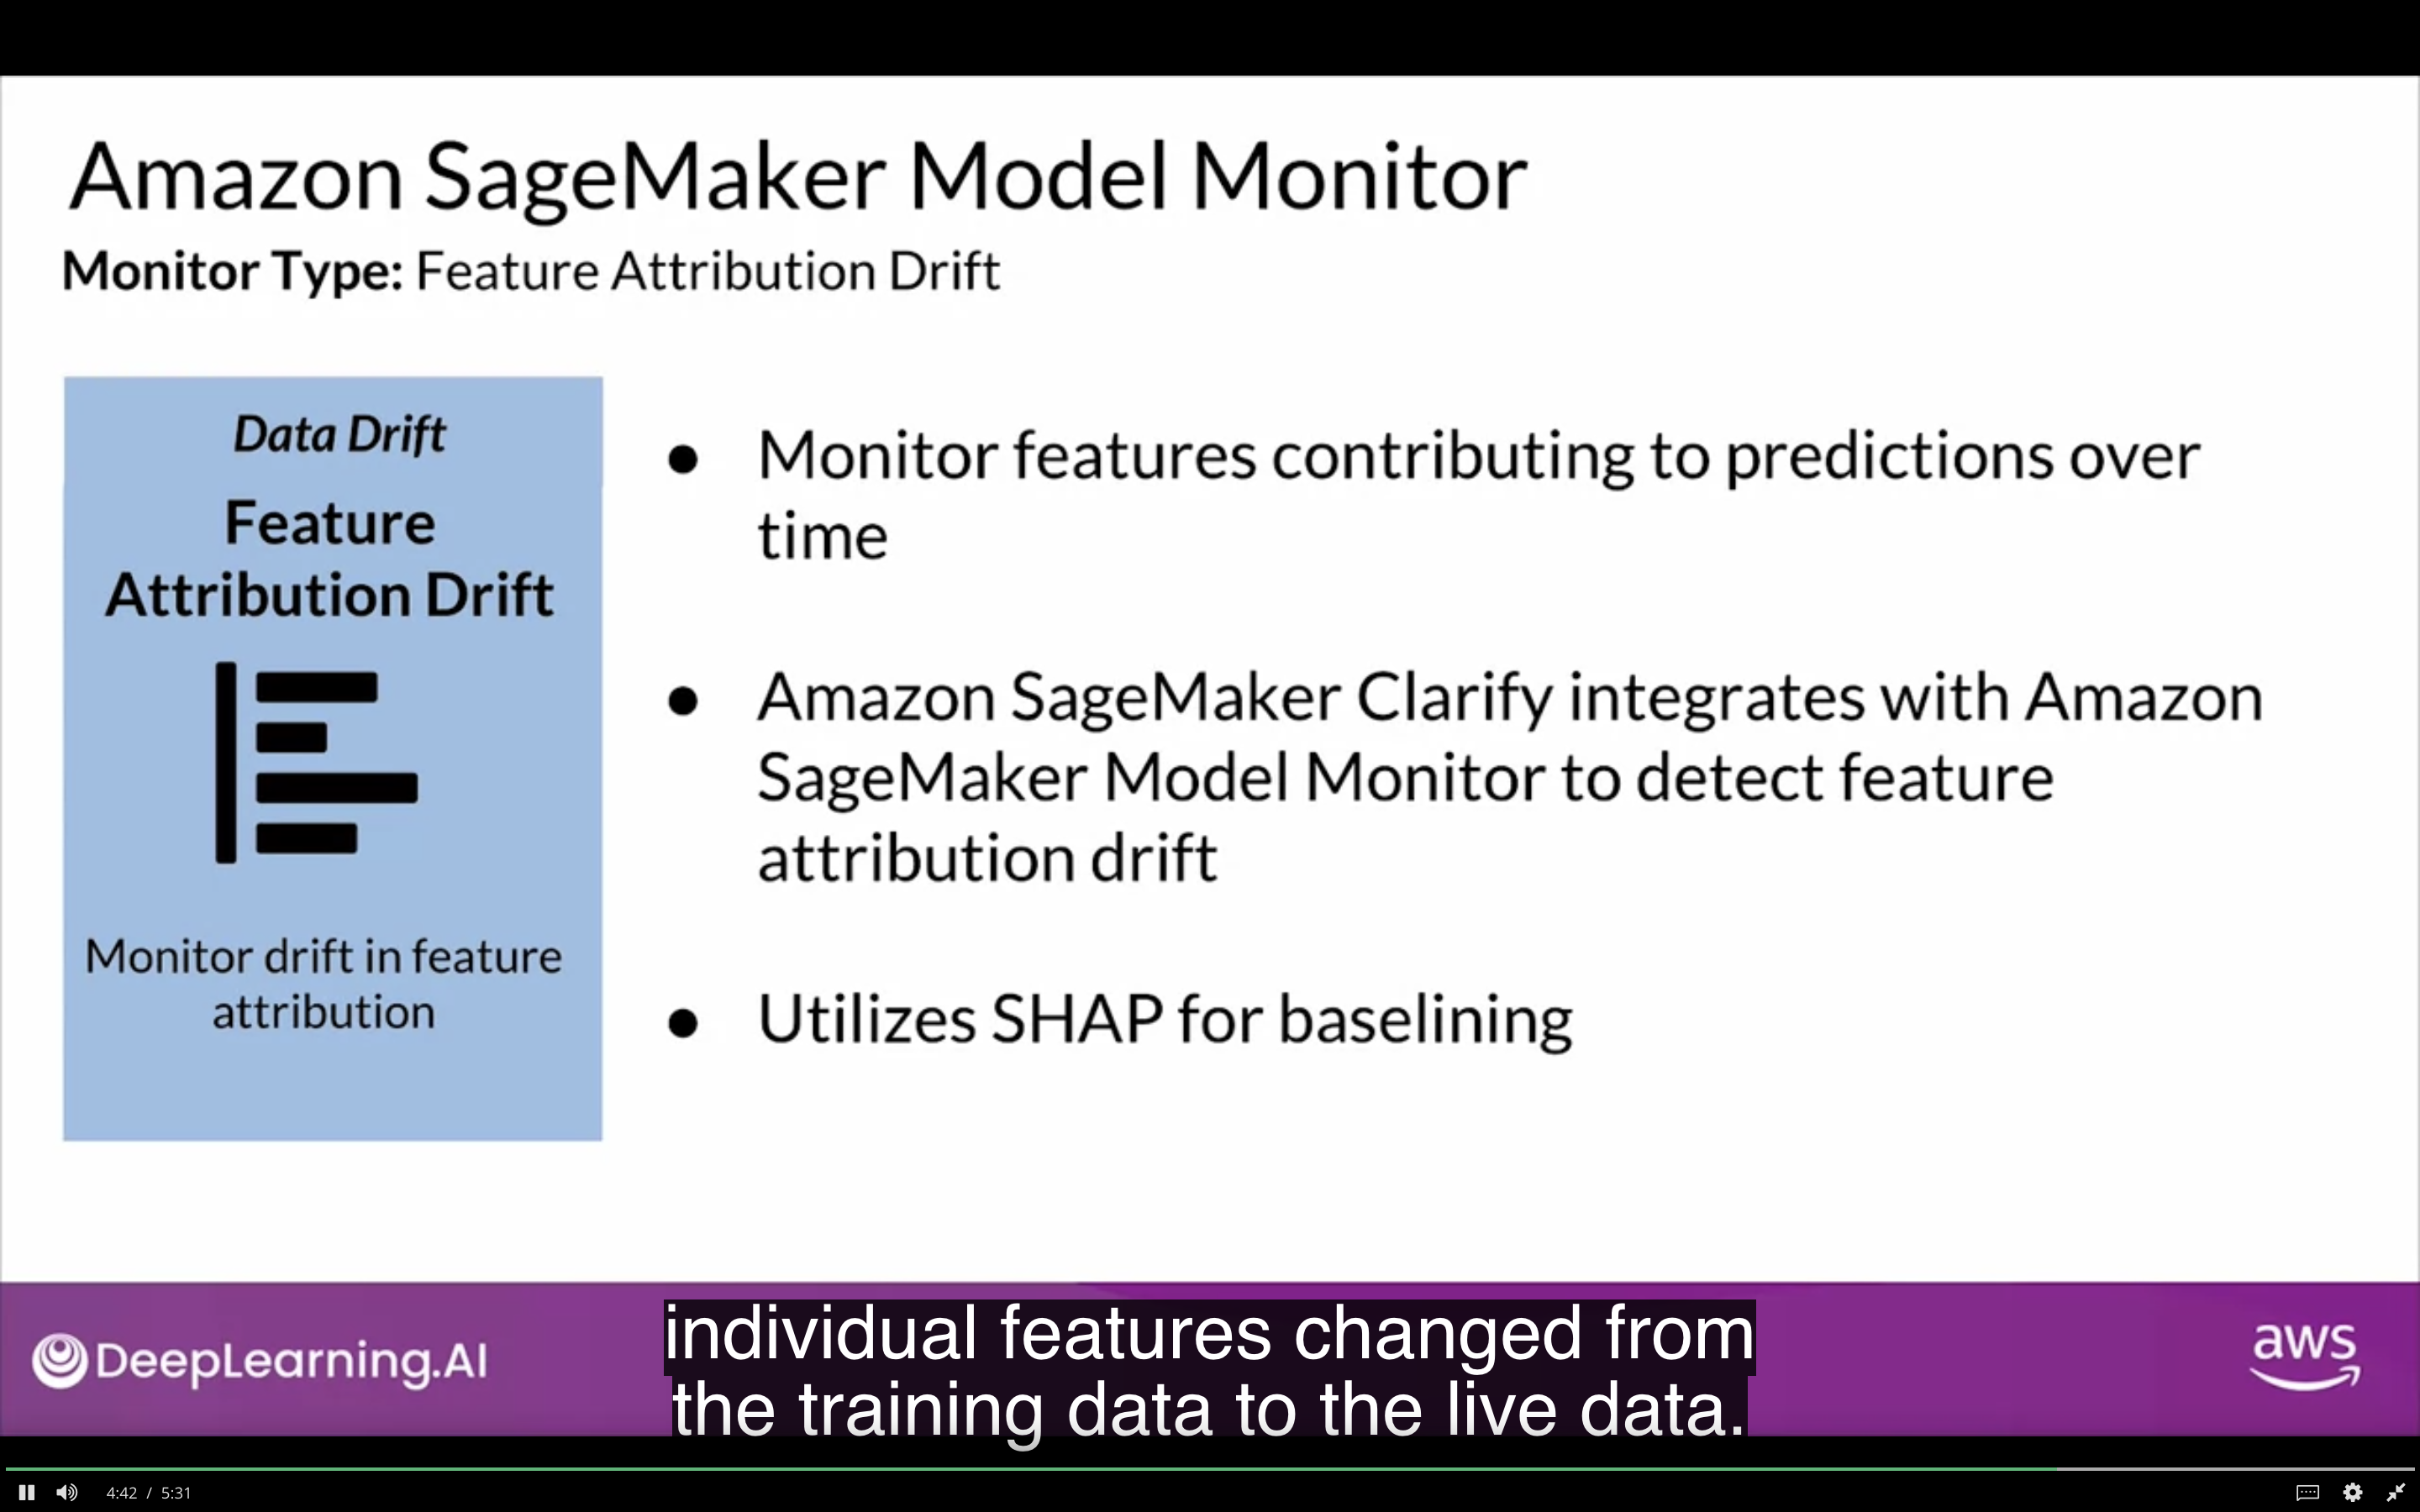 Amazon SageMaker Model Monitor
Monitor Type: Feature Attribution Drift
Data Drift
Feature
Attribution Drift
Monitor drift in feature
attribution
● Monitor features contributing to predictions over
time
● Amazon SageMaker Clarify integrates with Amazon
SageMaker Model Monitor to detect feature
attribution drift
● Utilizes SHAP for baselining
DeepLearning.AI
individual features changed from
the training data to the live data.
aws
4:42 / 5:31